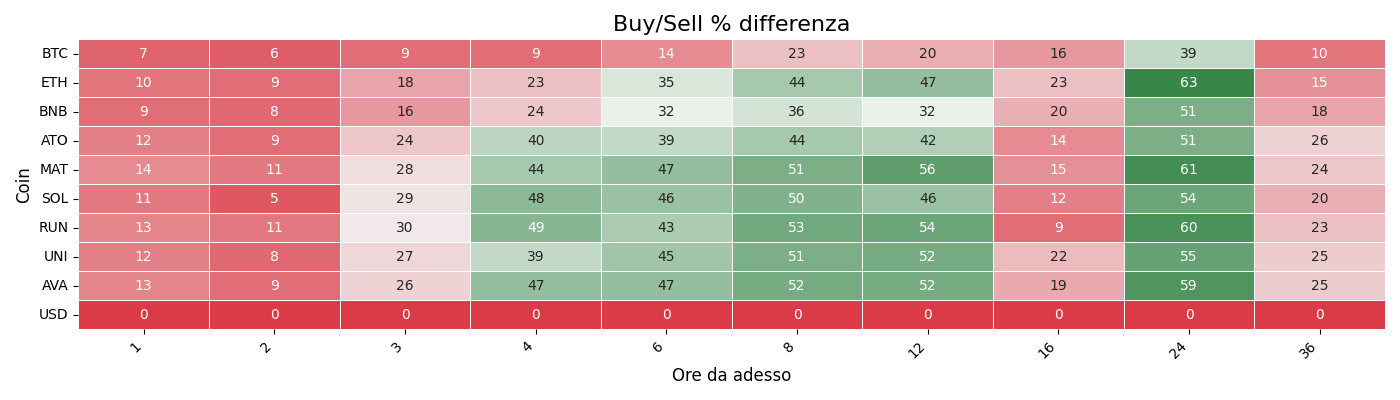 Buy/Sell % differenza
Coin
BTC 7 6 9 9 14 23 20 16 39 10
ETH 10 9 18 23 35 44 47 23 63 15
BNB 9 8 16 24 32 36 32 20 51 18
ATO 12 9 24 40 39 44 42 14 51 26
MAT 14 11 28 44 47 51 56 15 61 24
SOL 11 5 29 48 46 50 46 12 54 20
RUN 13 11 30 49 43 53 54 9 60 23
UNI 12 8 27 39 45 51 52 22 55 25
AVA 13 9 26 47 47 52 52 19 59 25
USD 0 0 0 0 0 0 0 0 0 0
1 2 3 4 6 8 12 16 24 36
Ore da adesso